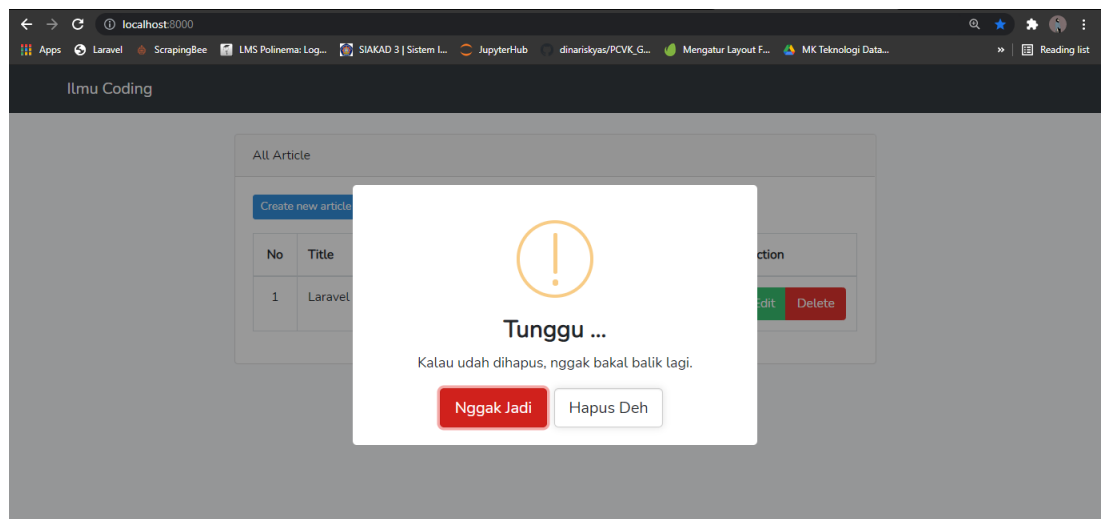 localhost:8000
Apps Laravel ScrapingBee LMS Polinema: Log... SIAKAD 3 | Sistem I... JupyterHub dinariskyas/PCVK_G... Mengatur Layout F... MK Teknologi Data... » Reading list
Ilmu Coding
All Article
Create new article
No Title ction
1 Laravel Edit Delete
Tunggu ...
Kalau udah dihapus, nggak bakal balik lagi.
Nggak Jadi Hapus Deh